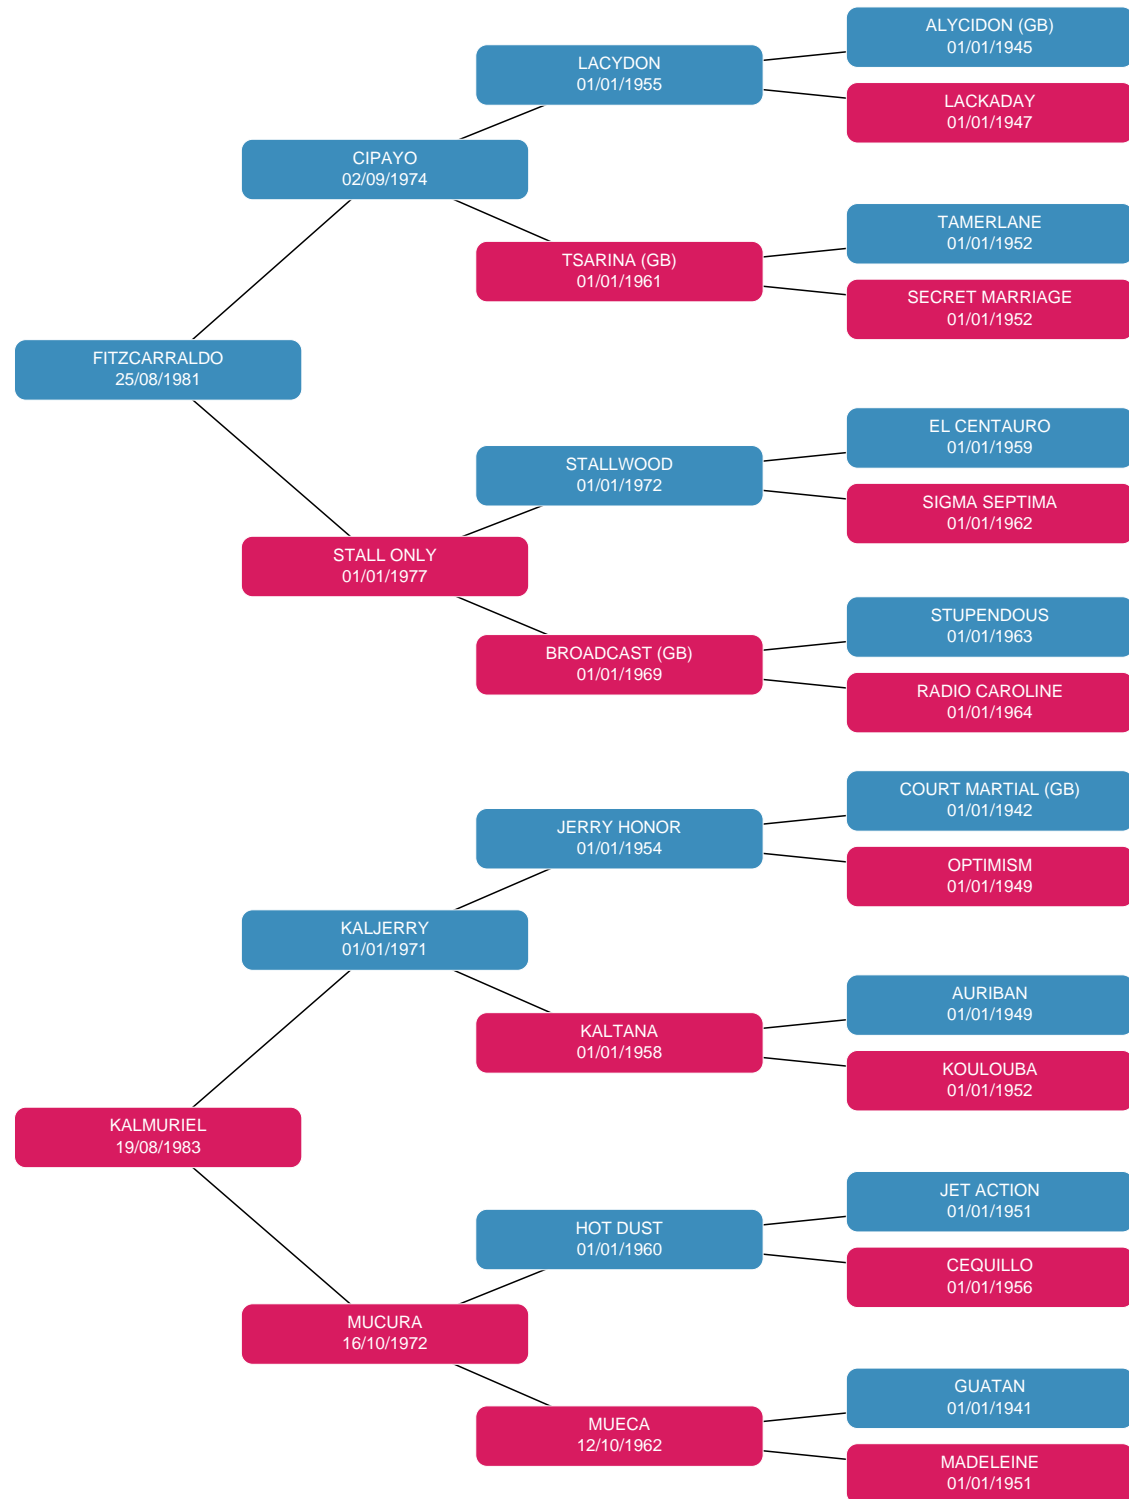 ALYCIDON (GB)
01/01/1945
LACYDON
01/01/1955
LACKADAY
01/01/1947
CIPAYO
02/09/1974
TAMERLANE
01/01/1952
TSARINA (GB)
01/01/1961
SECRET MARRIAGE
01/01/1952
FITZCARRALDO
25/08/1981
EL CENTAURO
01/01/1959
STALLWOOD
01/01/1972
SIGMA SEPTIMA
01/01/1962
STALL ONLY
01/01/1977
STUPENDOUS
01/01/1963
BROADCAST (GB)
01/01/1969
RADIO CAROLINE
01/01/1964
COURT MARTIAL (GB)
01/01/1942
JERRY HONOR
01/01/1954
OPTIMISM
01/01/1949
KALJERRY
01/01/1971
AURIBAN
01/01/1949
KALTANA
01/01/1958
KOULOUBA
01/01/1952
KALMURIEL
19/08/1983
JET ACTION
01/01/1951
HOT DUST
01/01/1960
CEQUILLO
01/01/1956
MUCURA
16/10/1972
GUATAN
01/01/1941
MUECA
12/10/1962
MADELEINE
01/01/1951